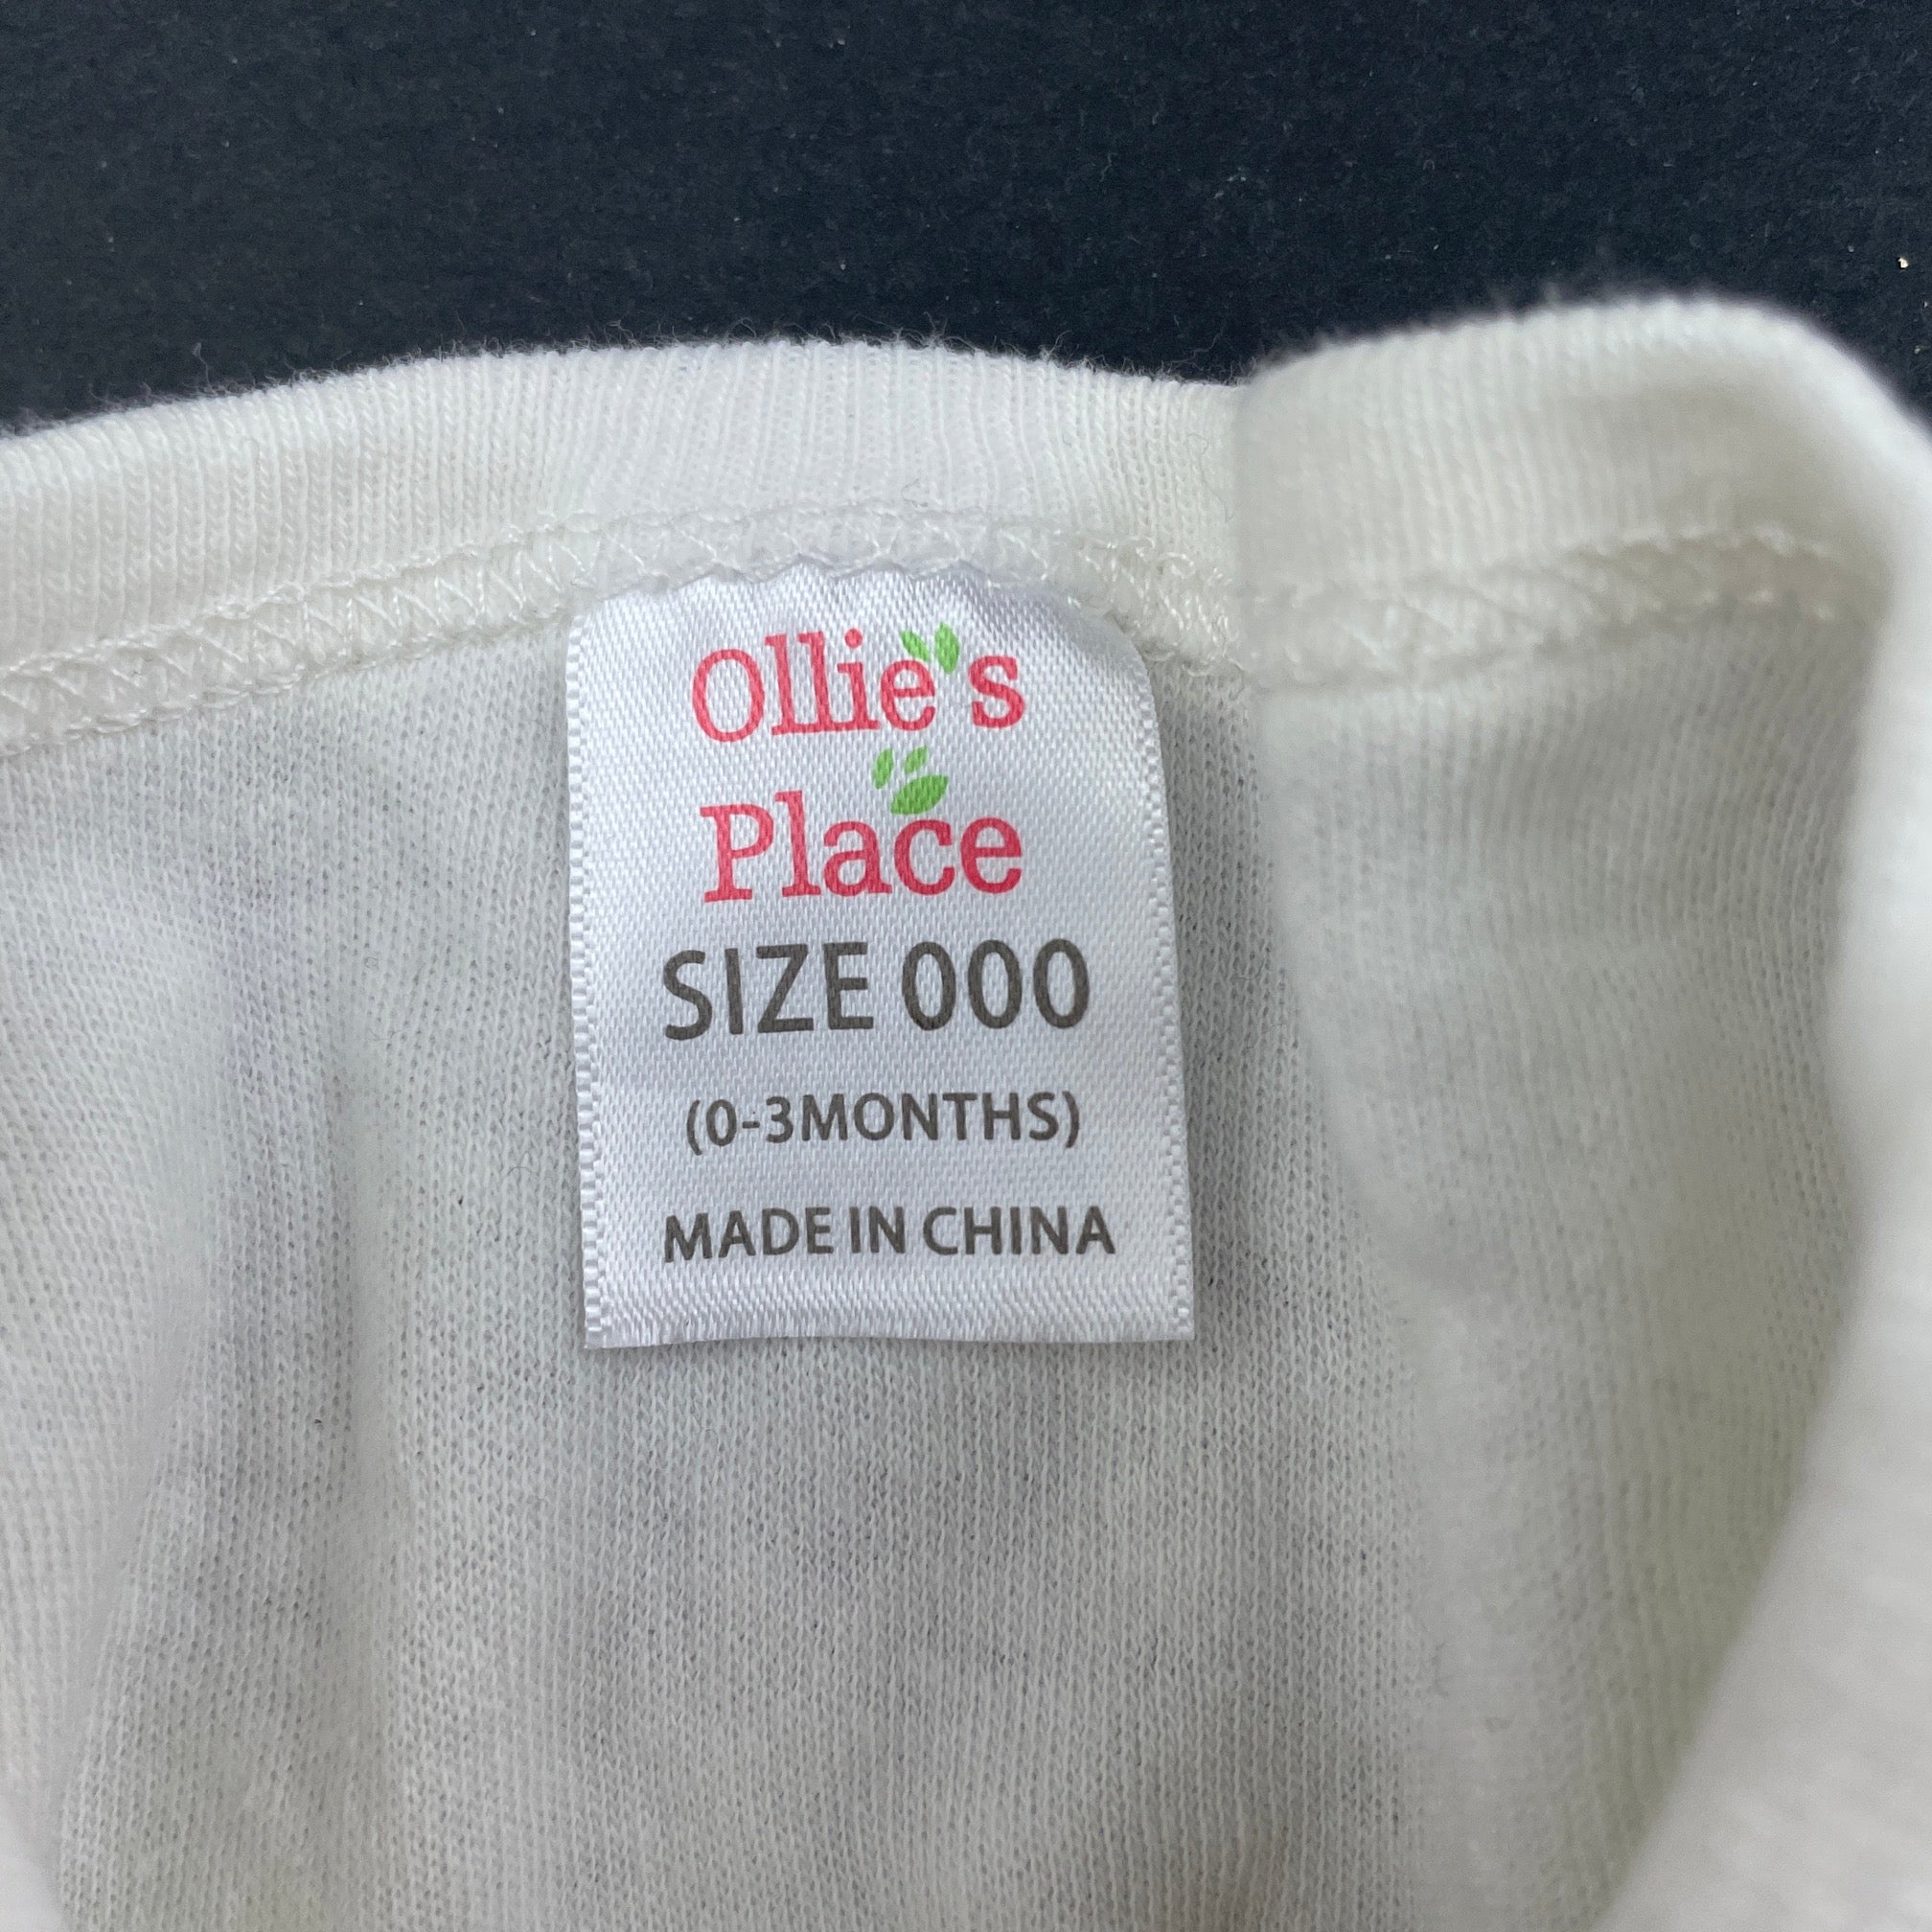 Ollie's
Place
SIZE 000
(0-3MONTHS)
MADE IN CHINA